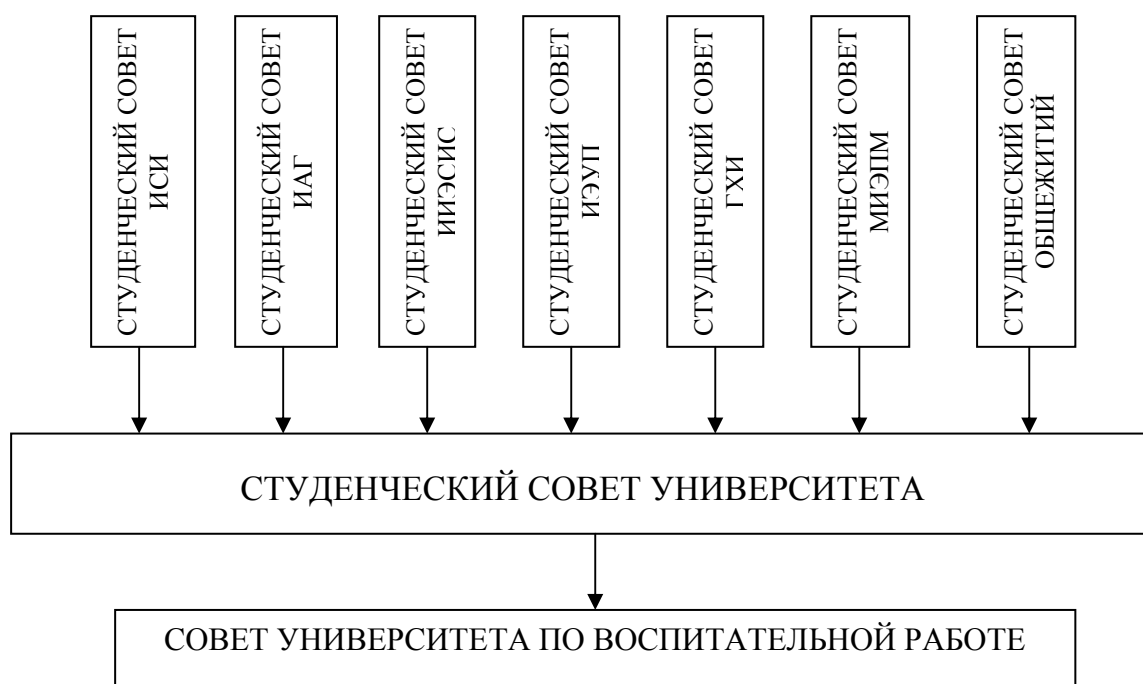 СТУДЕНЧЕСКИЙ СОВЕТ
ИСИ
СТУДЕНЧЕСКИЙ СОВЕТ
ИАГ
СТУДЕНЧЕСКИЙ СОВЕТ
ИИЭСИС
СТУДЕНЧЕСКИЙ СОВЕТ
ИЭУП
СТУДЕНЧЕСКИЙ СОВЕТ
ГХИ
СТУДЕНЧЕСКИЙ СОВЕТ
МИЭПМ
СТУДЕНЧЕСКИЙ СОВЕТ
ОБЩЕЖИТИЙ
СТУДЕНЧЕСКИЙ СОВЕТ УНИВЕРСИТЕТА
СОВЕТ УНИВЕРСИТЕТА ПО ВОСПИТАТЕЛЬНОЙ РАБОТЕ